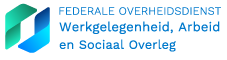 FEDERALE OVERHEIDSDIENST
Werkgelegenheid, Arbeid
en Sociaal Overleg